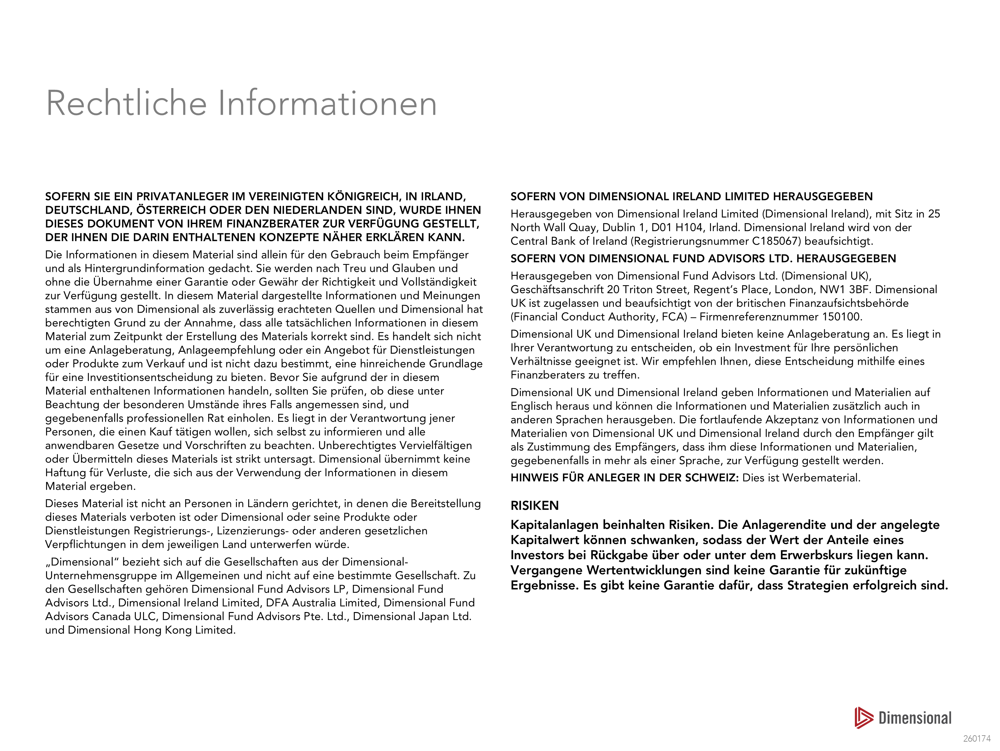 Rechtliche Informationen
SOFERN SIE EIN PRIVATANLEGER IM VEREINIGTEN KÖNIGREICH, IN IRLAND,
DEUTSCHLAND, ÖSTERREICH ODER DEN NIEDERLANDEN SIND, WURDE IHNEN
DIESES DOKUMENT VON IHREM FINANZBERATER ZUR VERFÜGUNG GESTELLT,
DER IHNEN DIE DARIN ENTHALTENEN KONZEPTE NÄHER ERKLÄREN KANN.
Die Informationen in diesem Material sind allein für den Gebrauch beim Empfänger
und als Hintergrundinformation gedacht. Sie werden nach Treu und Glauben und
ohne die Übernahme einer Garantie oder Gewähr der Richtigkeit und Vollständigkeit
zur Verfügung gestellt. In diesem Material dargestellte Informationen und Meinungen
stammen aus von Dimensional als zuverlässig erachteten Quellen und Dimensional hat
berechtigten Grund zu der Annahme, dass alle tatsächlichen Informationen in diesem
Material zum Zeitpunkt der Erstellung des Materials korrekt sind. Es handelt sich nicht
um eine Anlageberatung, Anlageempfehlung oder ein Angebot für Dienstleistungen
oder Produkte zum Verkauf und ist nicht dazu bestimmt, eine hinreichende Grundlage
für eine Investitionsentscheidung zu bieten. Bevor Sie aufgrund der in diesem
Material enthaltenen Informationen handeln, sollten Sie prüfen, ob diese unter
Beachtung der besonderen Umstände ihres Falls angemessen sind, und
gegebenenfalls professionellen Rat einholen. Es liegt in der Verantwortung jener
Personen, die einen Kauf tätigen wollen, sich selbst zu informieren und alle
anwendbaren Gesetze und Vorschriften zu beachten. Unberechtigtes Vervielfältigen
oder Übermitteln dieses Materials ist strikt untersagt. Dimensional übernimmt keine
Haftung für Verluste, die sich aus der Verwendung der Informationen in diesem
Material ergeben.
Dieses Material ist nicht an Personen in Ländern gerichtet, in denen die Bereitstellung
dieses Materials verboten ist oder Dimensional oder seine Produkte oder
Dienstleistungen Registrierungs-, Lizenzierungs- oder anderen gesetzlichen
Verpflichtungen in dem jeweiligen Land unterwerfen würde.
„Dimensional“ bezieht sich auf die Gesellschaften aus der Dimensional-
Unternehmensgruppe im Allgemeinen und nicht auf eine bestimmte Gesellschaft. Zu
den Gesellschaften gehören Dimensional Fund Advisors LP, Dimensional Fund
Advisors Ltd., Dimensional Ireland Limited, DFA Australia Limited, Dimensional Fund
Advisors Canada ULC, Dimensional Fund Advisors Pte. Ltd., Dimensional Japan Ltd.
und Dimensional Hong Kong Limited.
SOFERN VON DIMENSIONAL IRELAND LIMITED HERAUSGEGEBEN
Herausgegeben von Dimensional Ireland Limited (Dimensional Ireland), mit Sitz in 25
North Wall Quay, Dublin 1, D01 H104, Irland. Dimensional Ireland wird von der
Central Bank of Ireland (Registrierungsnummer C185067) beaufsichtigt.
SOFERN VON DIMENSIONAL FUND ADVISORS LTD. HERAUSGEGEBEN
Herausgegeben von Dimensional Fund Advisors Ltd. (Dimensional UK),
Geschäftsanschrift 20 Triton Street, Regent’s Place, London, NW1 3BF. Dimensional
UK ist zugelassen und beaufsichtigt von der britischen Finanzaufsichtsbehörde
(Financial Conduct Authority, FCA) – Firmenreferenznummer 150100.
Dimensional UK und Dimensional Ireland bieten keine Anlageberatung an. Es liegt in
Ihrer Verantwortung zu entscheiden, ob ein Investment für Ihre persönlichen
Verhältnisse geeignet ist. Wir empfehlen Ihnen, diese Entscheidung mithilfe eines
Finanzberaters zu treffen.
Dimensional UK und Dimensional Ireland geben Informationen und Materialien auf
Englisch heraus und können die Informationen und Materialien zusätzlich auch in
anderen Sprachen herausgeben. Die fortlaufende Akzeptanz von Informationen und
Materialien von Dimensional UK und Dimensional Ireland durch den Empfänger gilt
als Zustimmung des Empfängers, dass ihm diese Informationen und Materialien,
gegebenenfalls in mehr als einer Sprache, zur Verfügung gestellt werden.
HINWEIS FÜR ANLEGER IN DER SCHWEIZ: Dies ist Werbematerial.
RISIKEN
Kapitalanlagen beinhalten Risiken. Die Anlagerendite und der angelegte
Kapitalwert können schwanken, sodass der Wert der Anteile eines
Investors bei Rückgabe über oder unter dem Erwerbskurs liegen kann.
Vergangene Wertentwicklungen sind keine Garantie für zukünftige
Ergebnisse. Es gibt keine Garantie dafür, dass Strategien erfolgreich sind.
Dimensional
260174